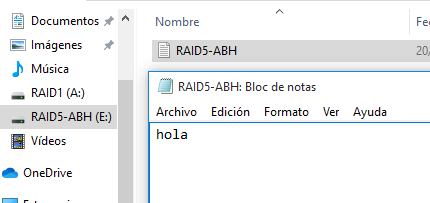 Documentos
Imágenes
Música
RAID1 (A:)
RAID5-ABH (E:)
Vídeos
OneDrive
Nombre
RAID5-ABH
20/
RAID5-ABH: Bloc de notas
Archivo Edición Formato Ver Ayuda
hola